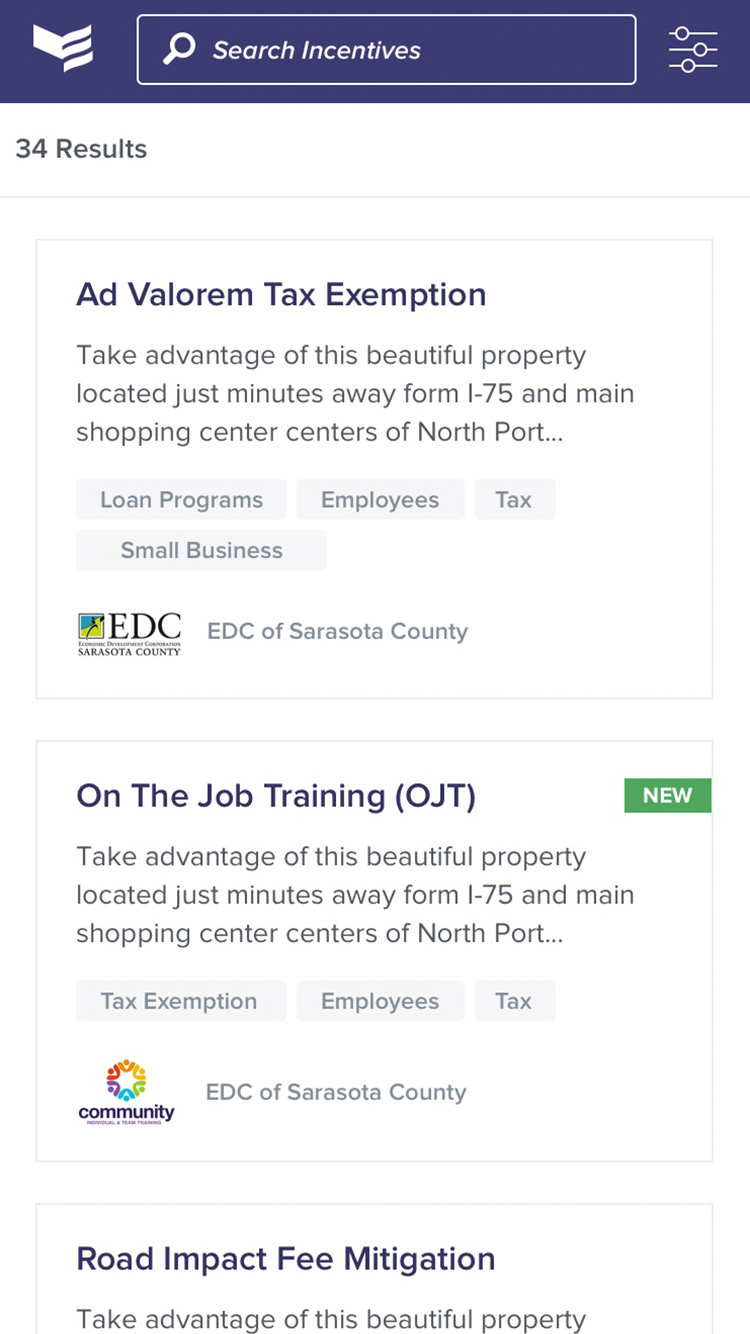 Search Incentives
34 Results
Ad Valorem Tax Exemption
Take advantage of this beautiful property
located just minutes away form I-75 and main
shopping center centers of North Port...
Loan Programs
Employees
Tax
Small Business
EDC
Economic Development Corporation
SARASOTA COUNTY
EDC of Sarasota County
On The Job Training (OJT)
NEW
Take advantage of this beautiful property
located just minutes away form I-75 and main
shopping center centers of North Port...
Tax Exemption
Employees
Tax
community
INDIVIDUAL & TEAM TRAINING
EDC of Sarasota County
Road Impact Fee Mitigation
Take advantage of this beautiful property